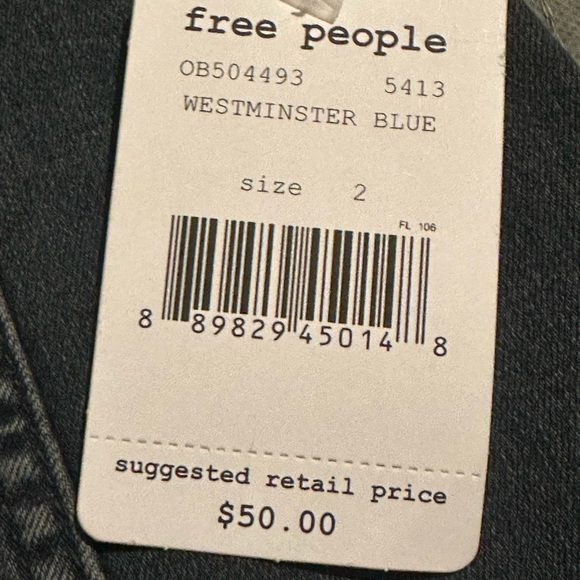 free people
OB504493 5413
WESTMINSTER BLUE
size 2
FL 106
8 89829 45014 8
suggested retail price
$50.00